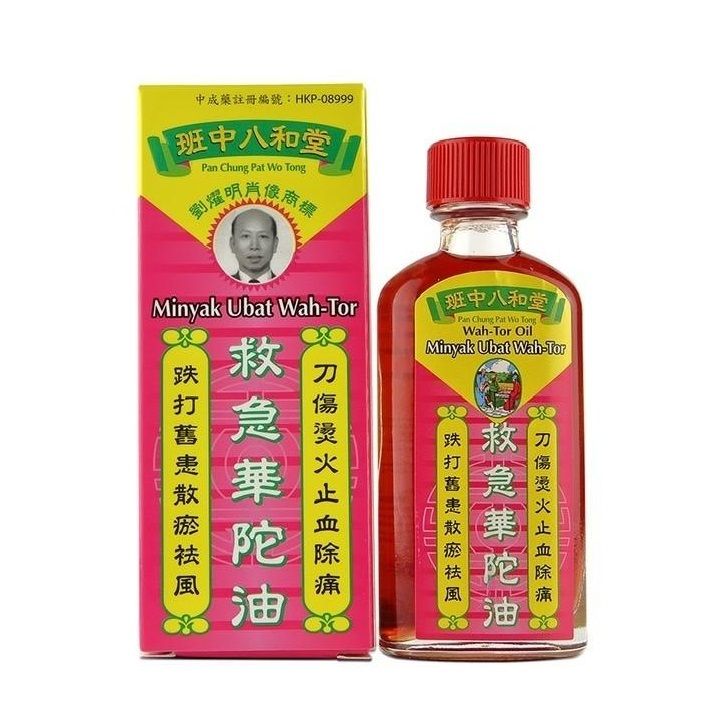 中成藥註冊編號：HKP-08999
班中八和堂
Pan Chung Pat Wo Tong
劉燿明肖像商標
Minyak Ubat Wah-Tor
刀傷燙火止血除痛
救急華陀油
跌打舊患散瘀祛風
班中八和堂
Pan Chung Pat Wo Tong
Wah-Tor Oil
Minyak Ubat Wah-Tor
刀傷燙火止血除痛
救急華陀油
跌打舊患散瘀祛風